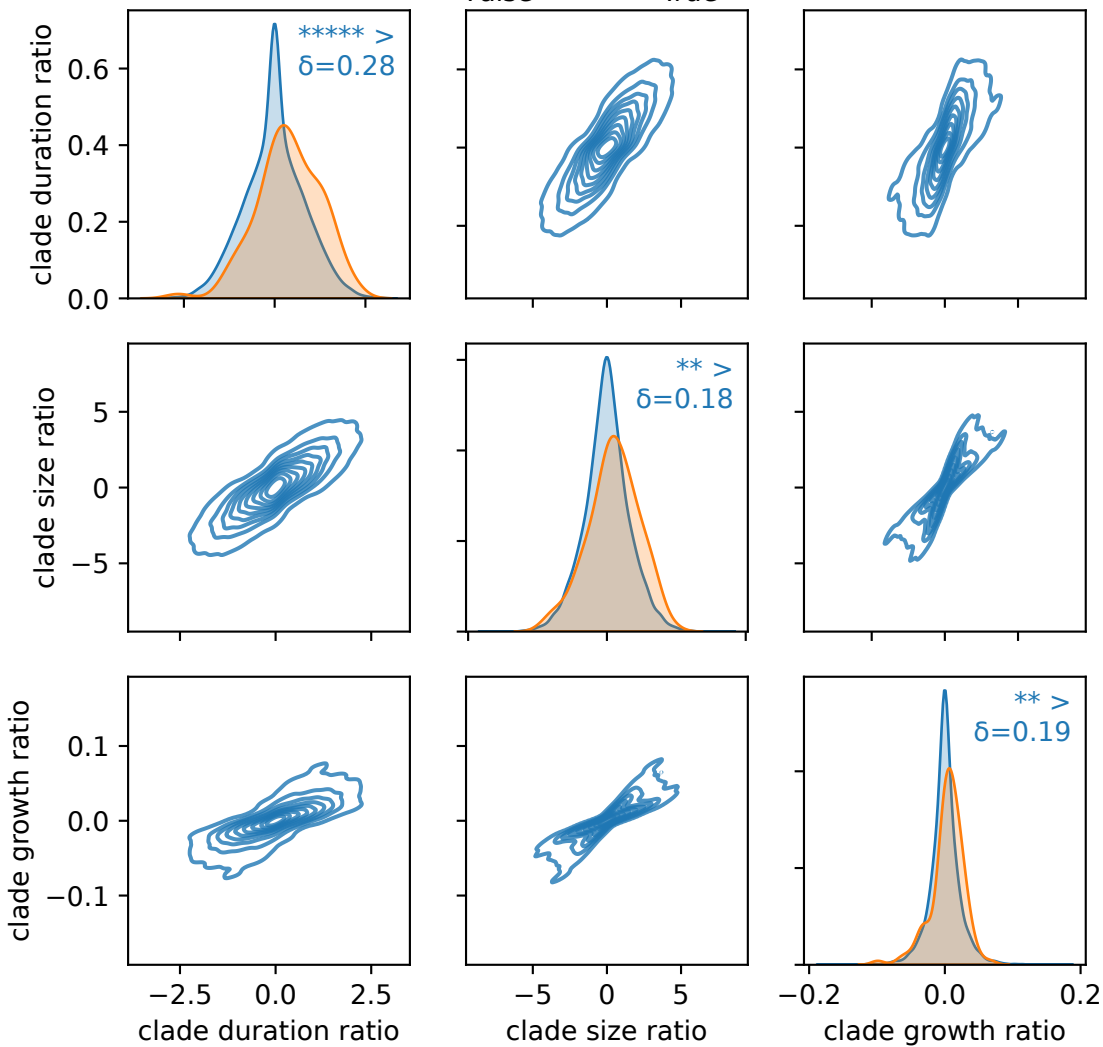 clade duration ratio
0.6
0.4
0.2
0.0
***** >
δ=0.28
clade size ratio
5
0
−5
** >
δ=0.18
clade growth ratio
0.1
0.0
−0.1
** >
δ=0.19
−2.5 0.0 2.5
−5 0 5
−0.2 0.0 0.2
clade duration ratio
clade size ratio
clade growth ratio